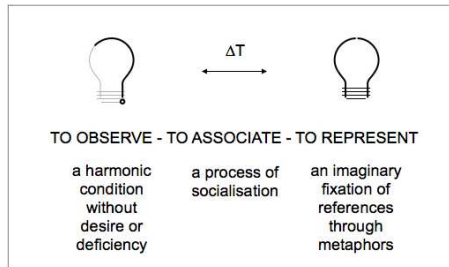 ΔT
TO OBSERVE - TO ASSOCIATE - TO REPRESENT
a harmonic
condition
without
desire or
deficiency
a process of
socialisation
an imaginary
fixation of
references
through
metaphors